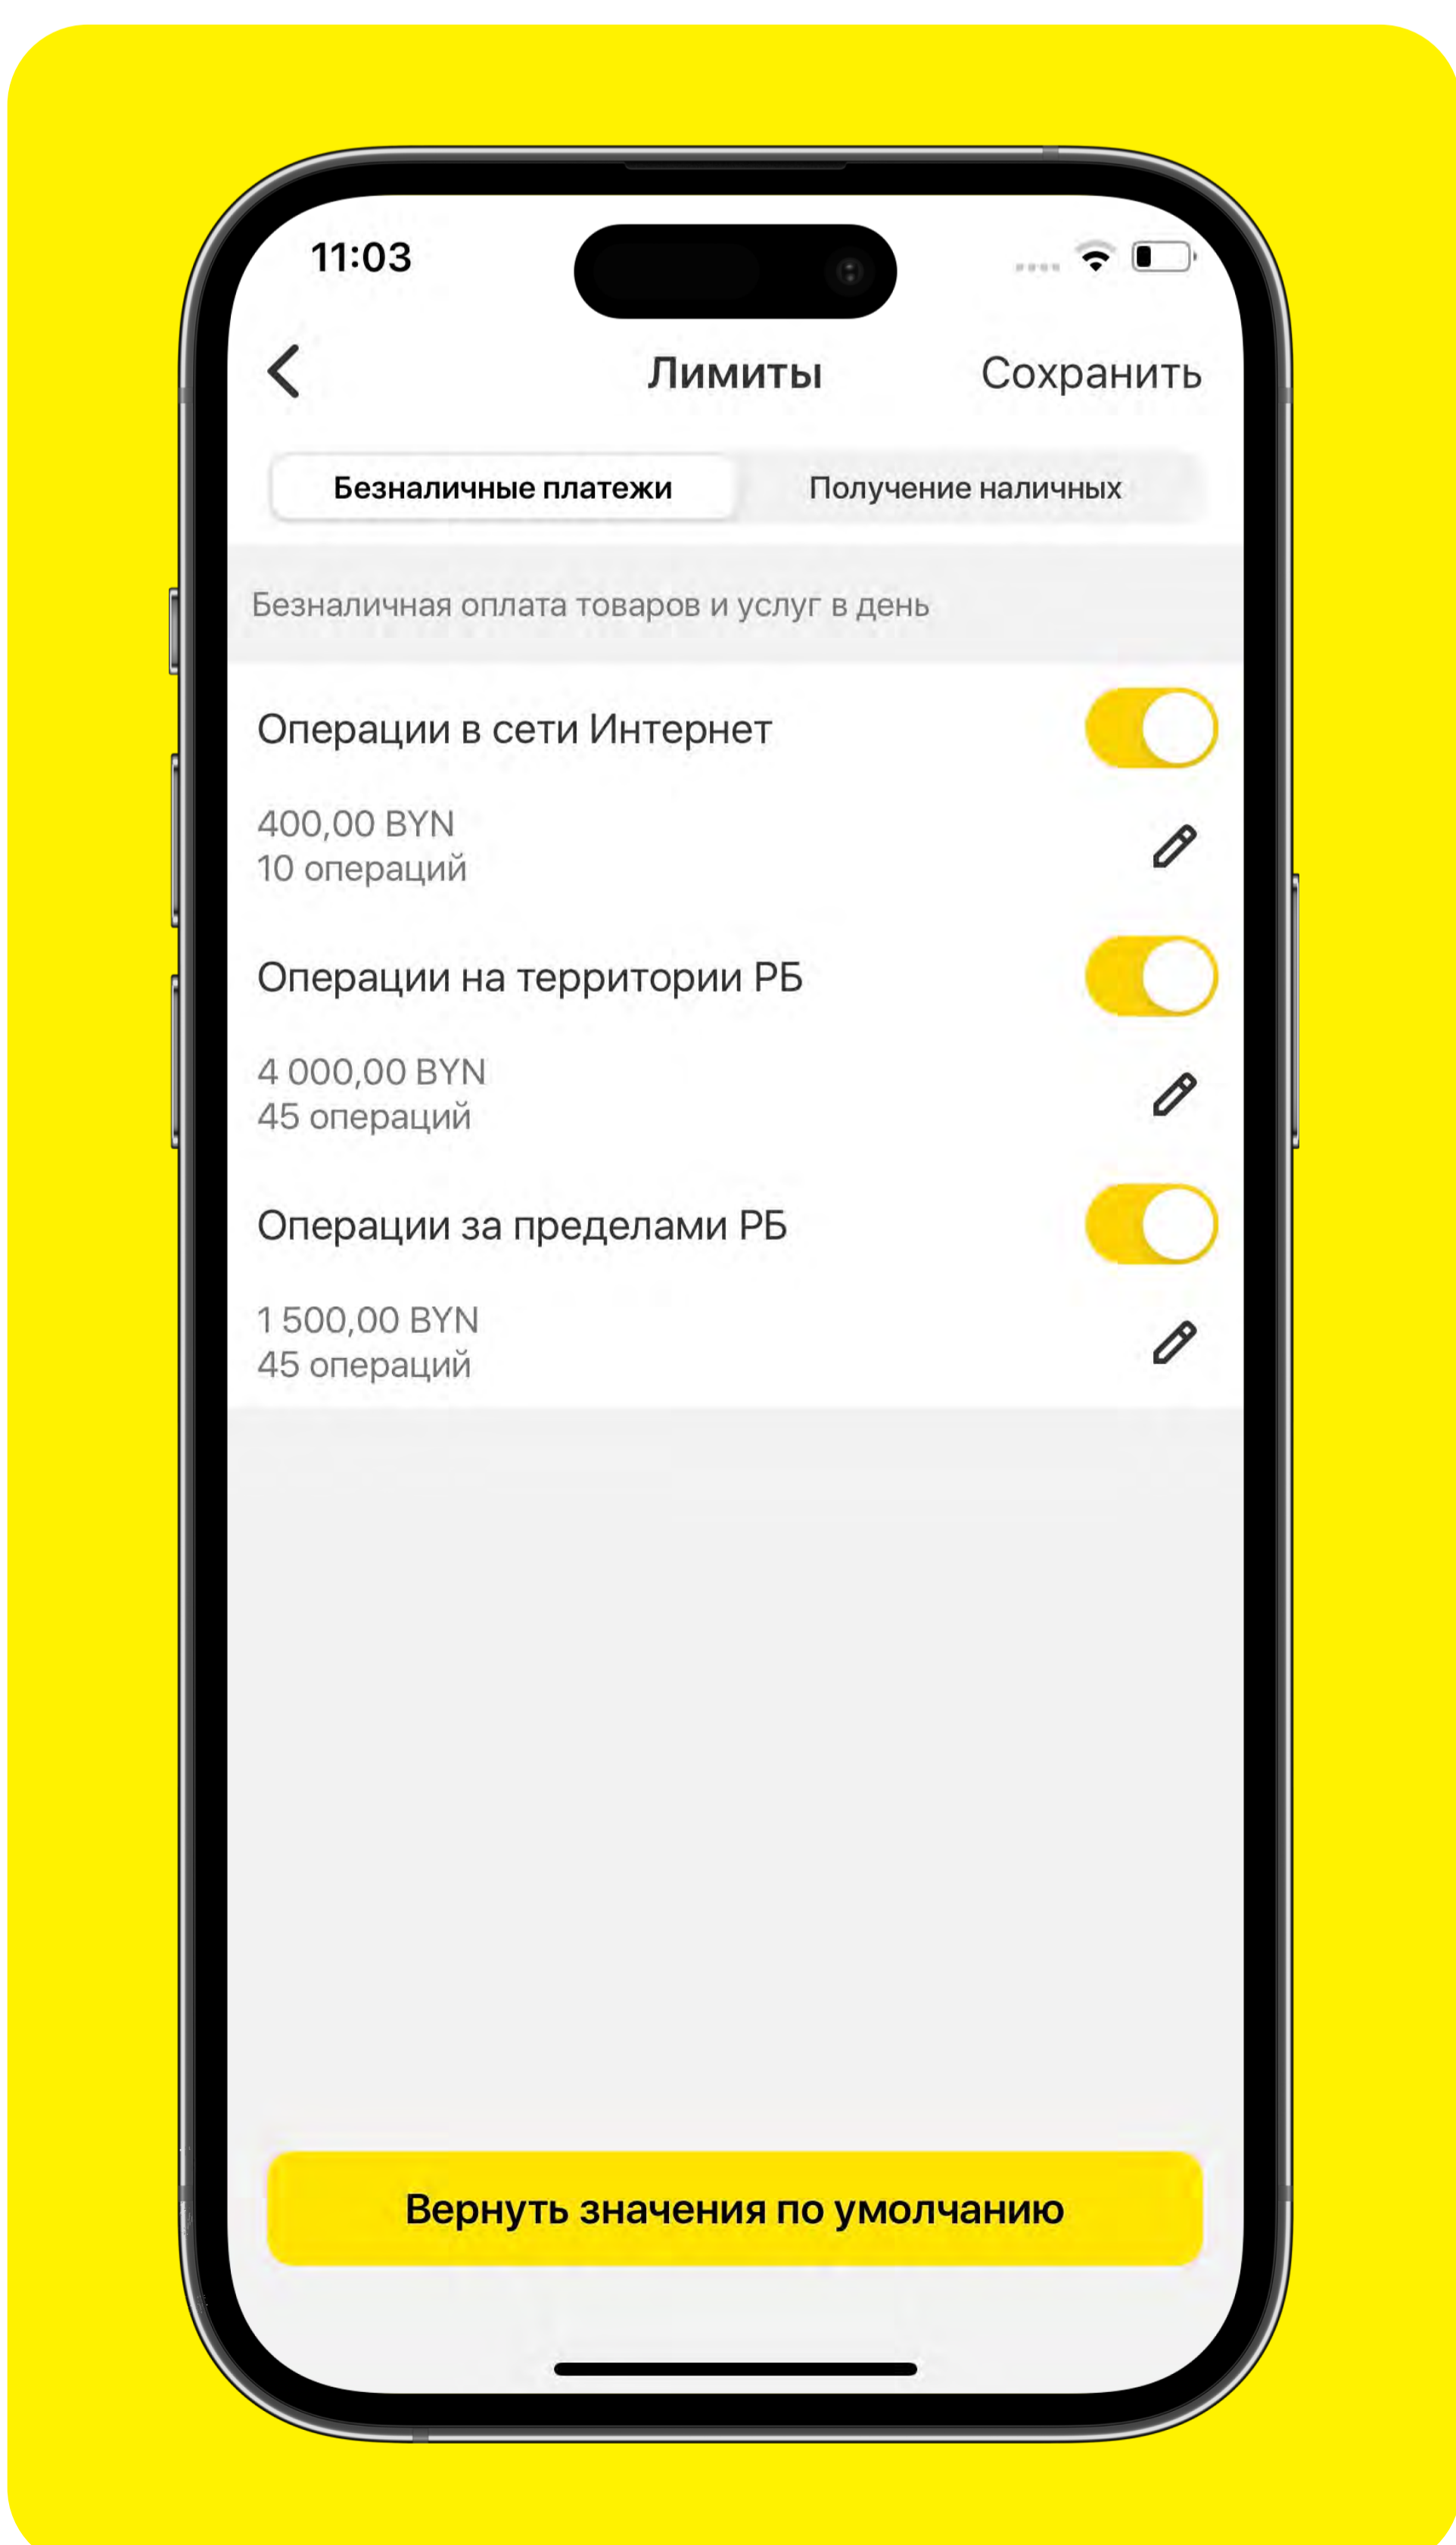 11:03
Лимиты
Сохранить
Безналичные платежи
Получение наличных
Безналичная оплата товаров и услуг в день
Операции в сети Интернет
400,00 BYN
10 операций
Операции на территории РБ
4 000,00 BYN
45 операций
Операции за пределами РБ
1 500,00 BYN
45 операций
Вернуть значения по умолчанию